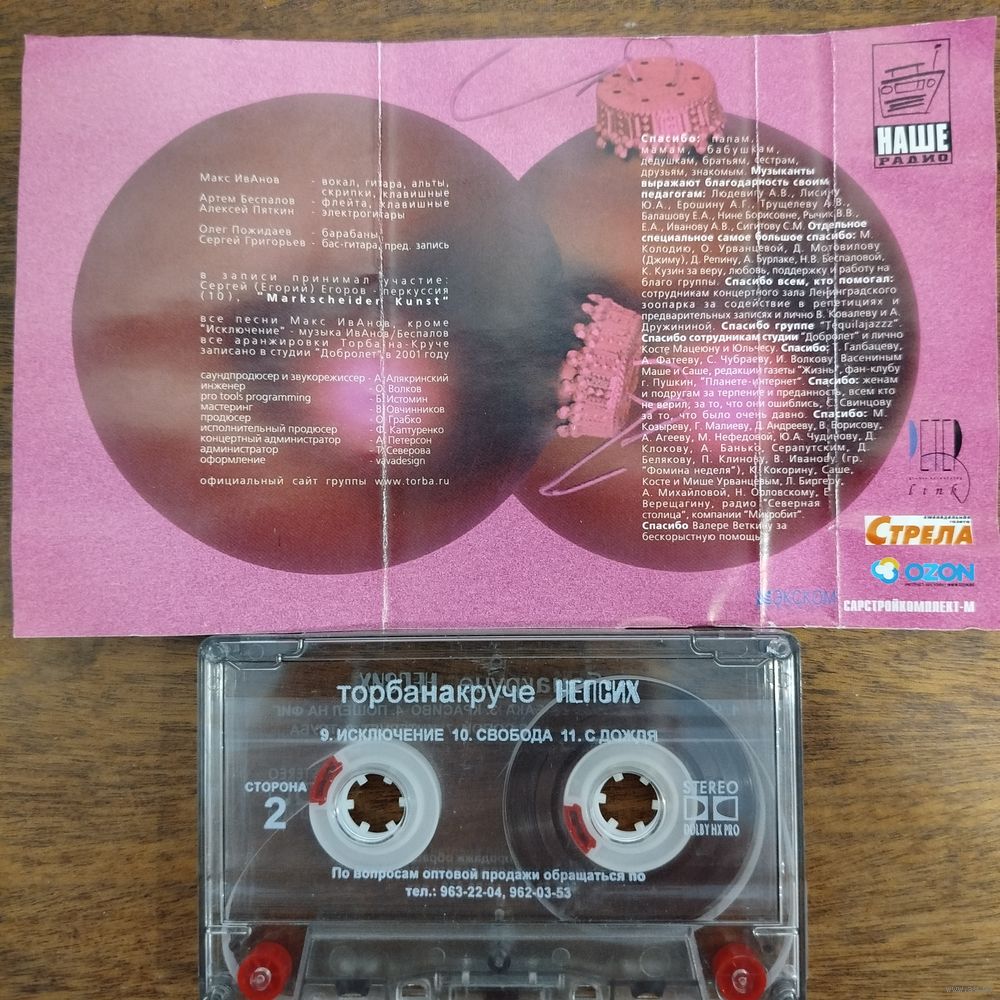 Макс ИвАнов - вокал, гитара, альты,
скрипки, клавишные
Артем Беспалов - флейта, клавишные
Алексей Пяткин - электрогитары
Олег Пожидаев - барабаны,
Сергей Григорьев - бас-гитара, пред. запись
в записи принимал участие:
Сергей (Егорий) Егоров - перкуссия
(10), "Markscheider Kunst"
все песни Макс ИвАнов, кроме
"Исключение" - музыка ИвАнов/Беспалов
все аранжировки Торба-на-Круче
записано в студии "Добролет" в 2001 году
саундпродюсер и звукорежиссер - А. Алякринский
инженер - О. Волков
pro tools programming - Б. Истомин
мастеринг - В. Овчинников
продюсер - О. Грабко
исполнительный продюсер - Ф. Каптуренко
концертный администратор - А. Петерсон
администратор - Т. Северова
оформление - vavadesign
официальный сайт группы www.torba.ru
Спасибо: папам,
мамам, бабушкам,
дедушкам, братьям, сестрам,
друзьям, знакомым. Музыканты
выражают благодарность своим
педагогам: Людевигу А.В., Лисину
Ю.А., Ерошину А.Г., Трущелеву А.В.,
Балашову Е.А., Нине Борисовне, Рычик В.В.,
Е.А., Иванову А.В., Сигитову С.М. Отдельное
специальное самое большое спасибо: М.
Колодию, О. Урванцевой, Д. Мотовилову
(Джиму), Д. Репину, А. Бурлаке, Н.В. Беспаловой,
К. Кузин за веру, любовь, поддержку и работу на
благо группы. Спасибо всем, кто помогал:
сотрудникам концертного зала Ленинградского
зоопарка за содействие в репетициях и
предварительных записях и лично В. Ковалеву и А.
Дружининой. Спасибо группе "Tequilajazzz".
Спасибо сотрудникам студии "Добролет" и лично
Косте Мацеюну и Юльчесу. Спасибо: Т. Галбацеву,
А. Фатееву, С. Чубраеву, И. Волкову, Васениным
Маше и Саше, редакции газеты "Жизнь", фан-клубу
г. Пушкин, "Планете-интернет". Спасибо: женам
и подругам за терпение и преданность, всем кто
не верил, за то, что они ошиблись, С. Свинцову
за то, что было очень давно. Спасибо: М.
Козыреву, Г. Малиеву, Д. Андрееву, В. Борисову,
А. Агееву, М. Нефедовой, Ю.А. Чудинову, Д.
Клокову, А. Банько, Серапутским, Д.
Белякову, П. Клинову, В. Иванову (гр.
"Фомина неделя"), К. Кокорину, Саше,
Косте и Мише Урванцевым, Л. Биргеру,
А. Михайловой, Н. Орловскому, Е.
Верещагину, радио "Северная
столица", компании "Микробит".
Спасибо Валере Веткину за
бескорыстную помощь.
НАШЕ
РАДИО
PETER
link
еженедельная
газета
СТРЕЛА
OZON
ЭКСКОМ
САРСТРОЙКОМПЛЕКТ-М
торбанакруче НЕПСИХ
9. ИСКЛЮЧЕНИЕ 10. СВОБОДА 11. С ДОЖДЯ
СТОРОНА
2
STEREO
DOLBY HX PRO
По вопросам оптовой продажи обращаться по
тел.: 963-22-04, 962-03-53